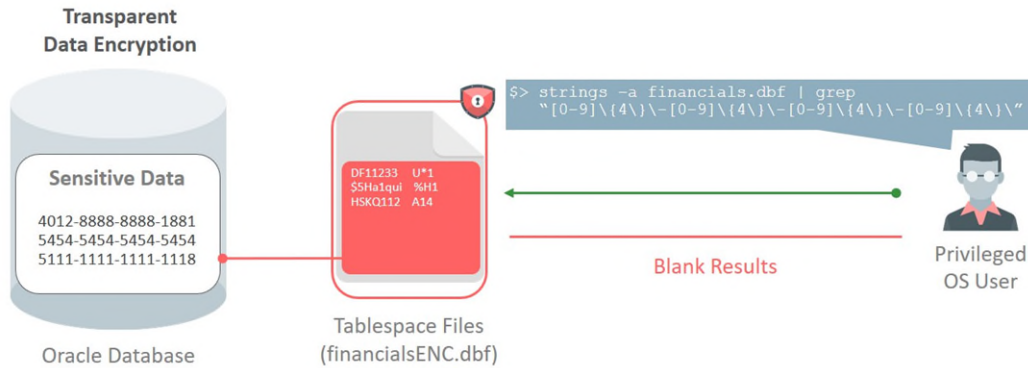 Transparent
Data Encryption
Sensitive Data
4012-8888-8888-1881
5454-5454-5454-5454
5111-1111-1111-1118
Oracle Database
DF11233 U*1
$5Ha1qui %H1
HSKQ112 A14
Tablespace Files
(financialsENC.dbf)
$> strings –a financials.dbf | grep
“[0-9]\{4\}\-[0-9]\{4\}\-[0-9]\{4\}\-[0-9]\{4\}\”
Blank Results
Privileged
OS User